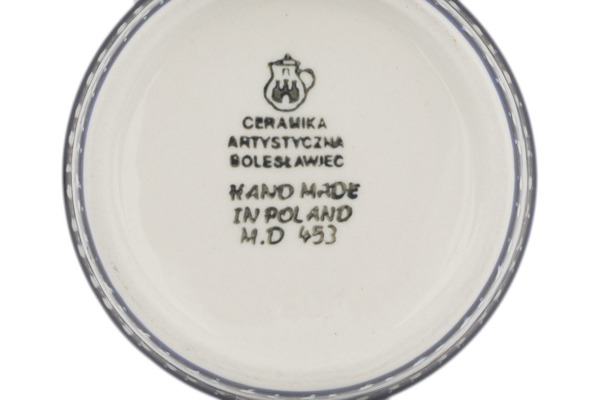 CERAMIKA
ARTYSTYCZNA
BOLESŁAWIEC
HAND MADE
IN POLAND
M.D 453